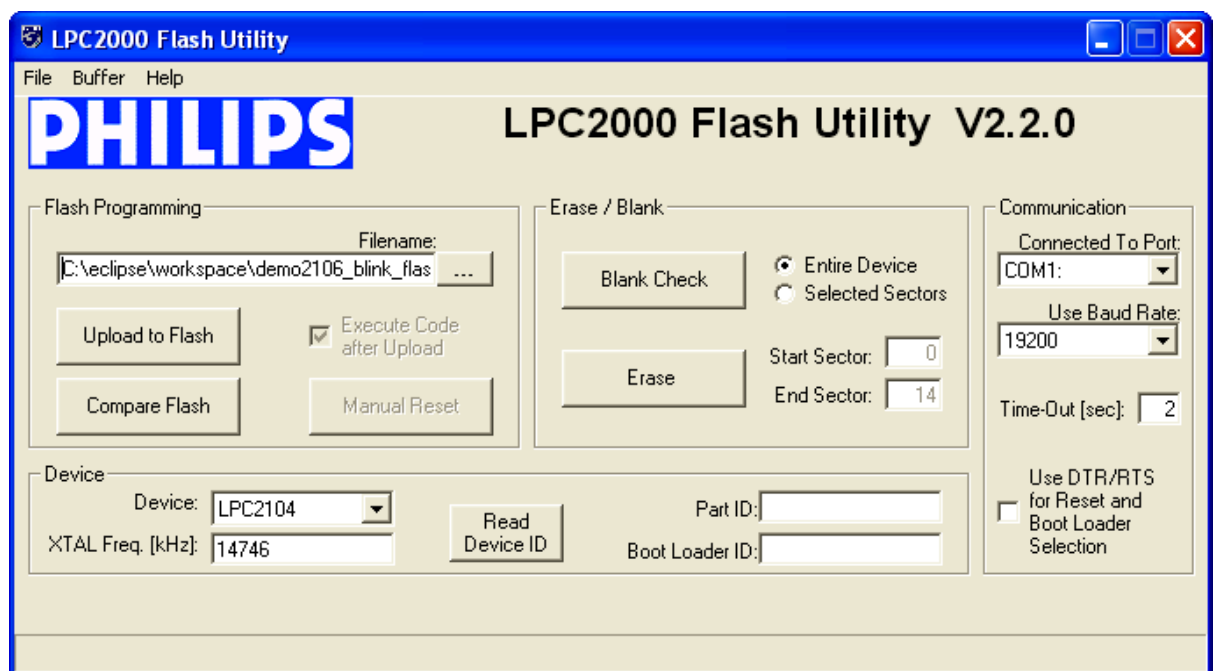 LPC2000 Flash Utility
File Buffer Help
PHILIPS
LPC2000 Flash Utility V2.2.0
Flash Programming
Filename:
C:\eclipse\workspace\demo2106_blink_flas
...
Upload to Flash
Execute Code
after Upload
Compare Flash
Manual Reset
Erase / Blank
Blank Check
Entire Device
Selected Sectors
Erase
Start Sector: 0
End Sector: 14
Communication
Connected To Port:
COM1:
Use Baud Rate:
19200
Time-Out [sec]: 2
Use DTR/RTS
for Reset and
Boot Loader
Selection
Device
Device: LPC2104
XTAL Freq. [kHz]: 14746
Read
Device ID
Part ID:
Boot Loader ID: